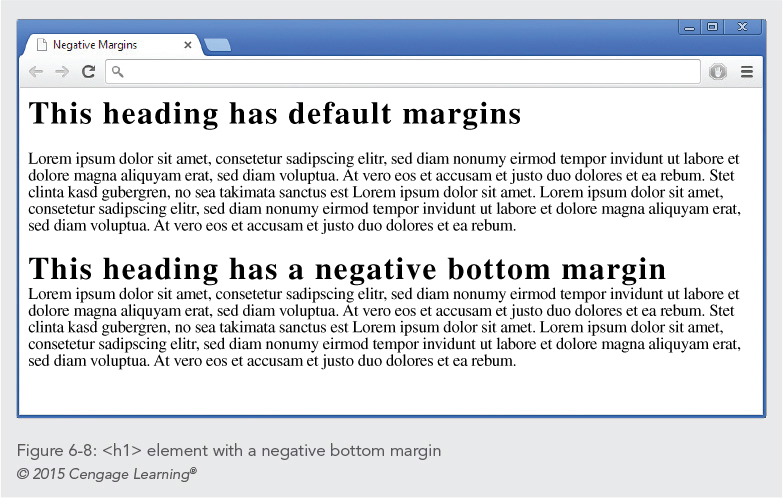 Negative Margins
This heading has default margins
Lorem ipsum dolor sit amet, consetetur sadipscing elitr, sed diam nonumy eirmod tempor invidunt ut labore et
dolore magna aliquyam erat, sed diam voluptua. At vero eos et accusam et justo duo dolores et ea rebum. Stet
clinta kasd gubergren, no sea takimata sanctus est Lorem ipsum dolor sit amet. Lorem ipsum dolor sit amet,
consetetur sadipscing elitr, sed diam nonumy eirmod tempor invidunt ut labore et dolore magna aliquyam erat,
sed diam voluptua. At vero eos et accusam et justo duo dolores et ea rebum.
This heading has a negative bottom margin
Lorem ipsum dolor sit amet, consetetur sadipscing elitr, sed diam nonumy eirmod tempor invidunt ut labore et
dolore magna aliquyam erat, sed diam voluptua. At vero eos et accusam et justo duo dolores et ea rebum. Stet
clinta kasd gubergren, no sea takimata sanctus est Lorem ipsum dolor sit amet. Lorem ipsum dolor sit amet,
consetetur sadipscing elitr, sed diam nonumy eirmod tempor invidunt ut labore et dolore magna aliquyam erat,
sed diam voluptua. At vero eos et accusam et justo duo dolores et ea rebum.
Figure 6-8: <h1> element with a negative bottom margin
© 2015 Cengage Learning®